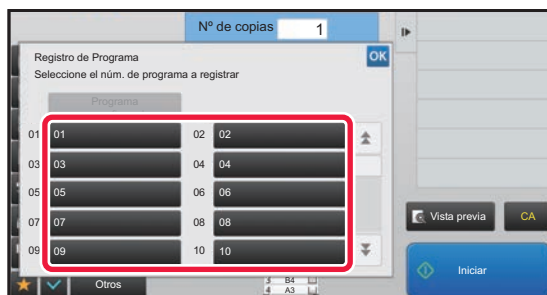 Nº de copias 1
Registro de Programa OK
Seleccione el núm. de programa a registrar
Programa
01 01 02 02
03 03 04 04
05 05 06 06
07 07 08 08
09 09 10 10
Vista previa CA
Iniciar
Otros
3 B4
4 A3